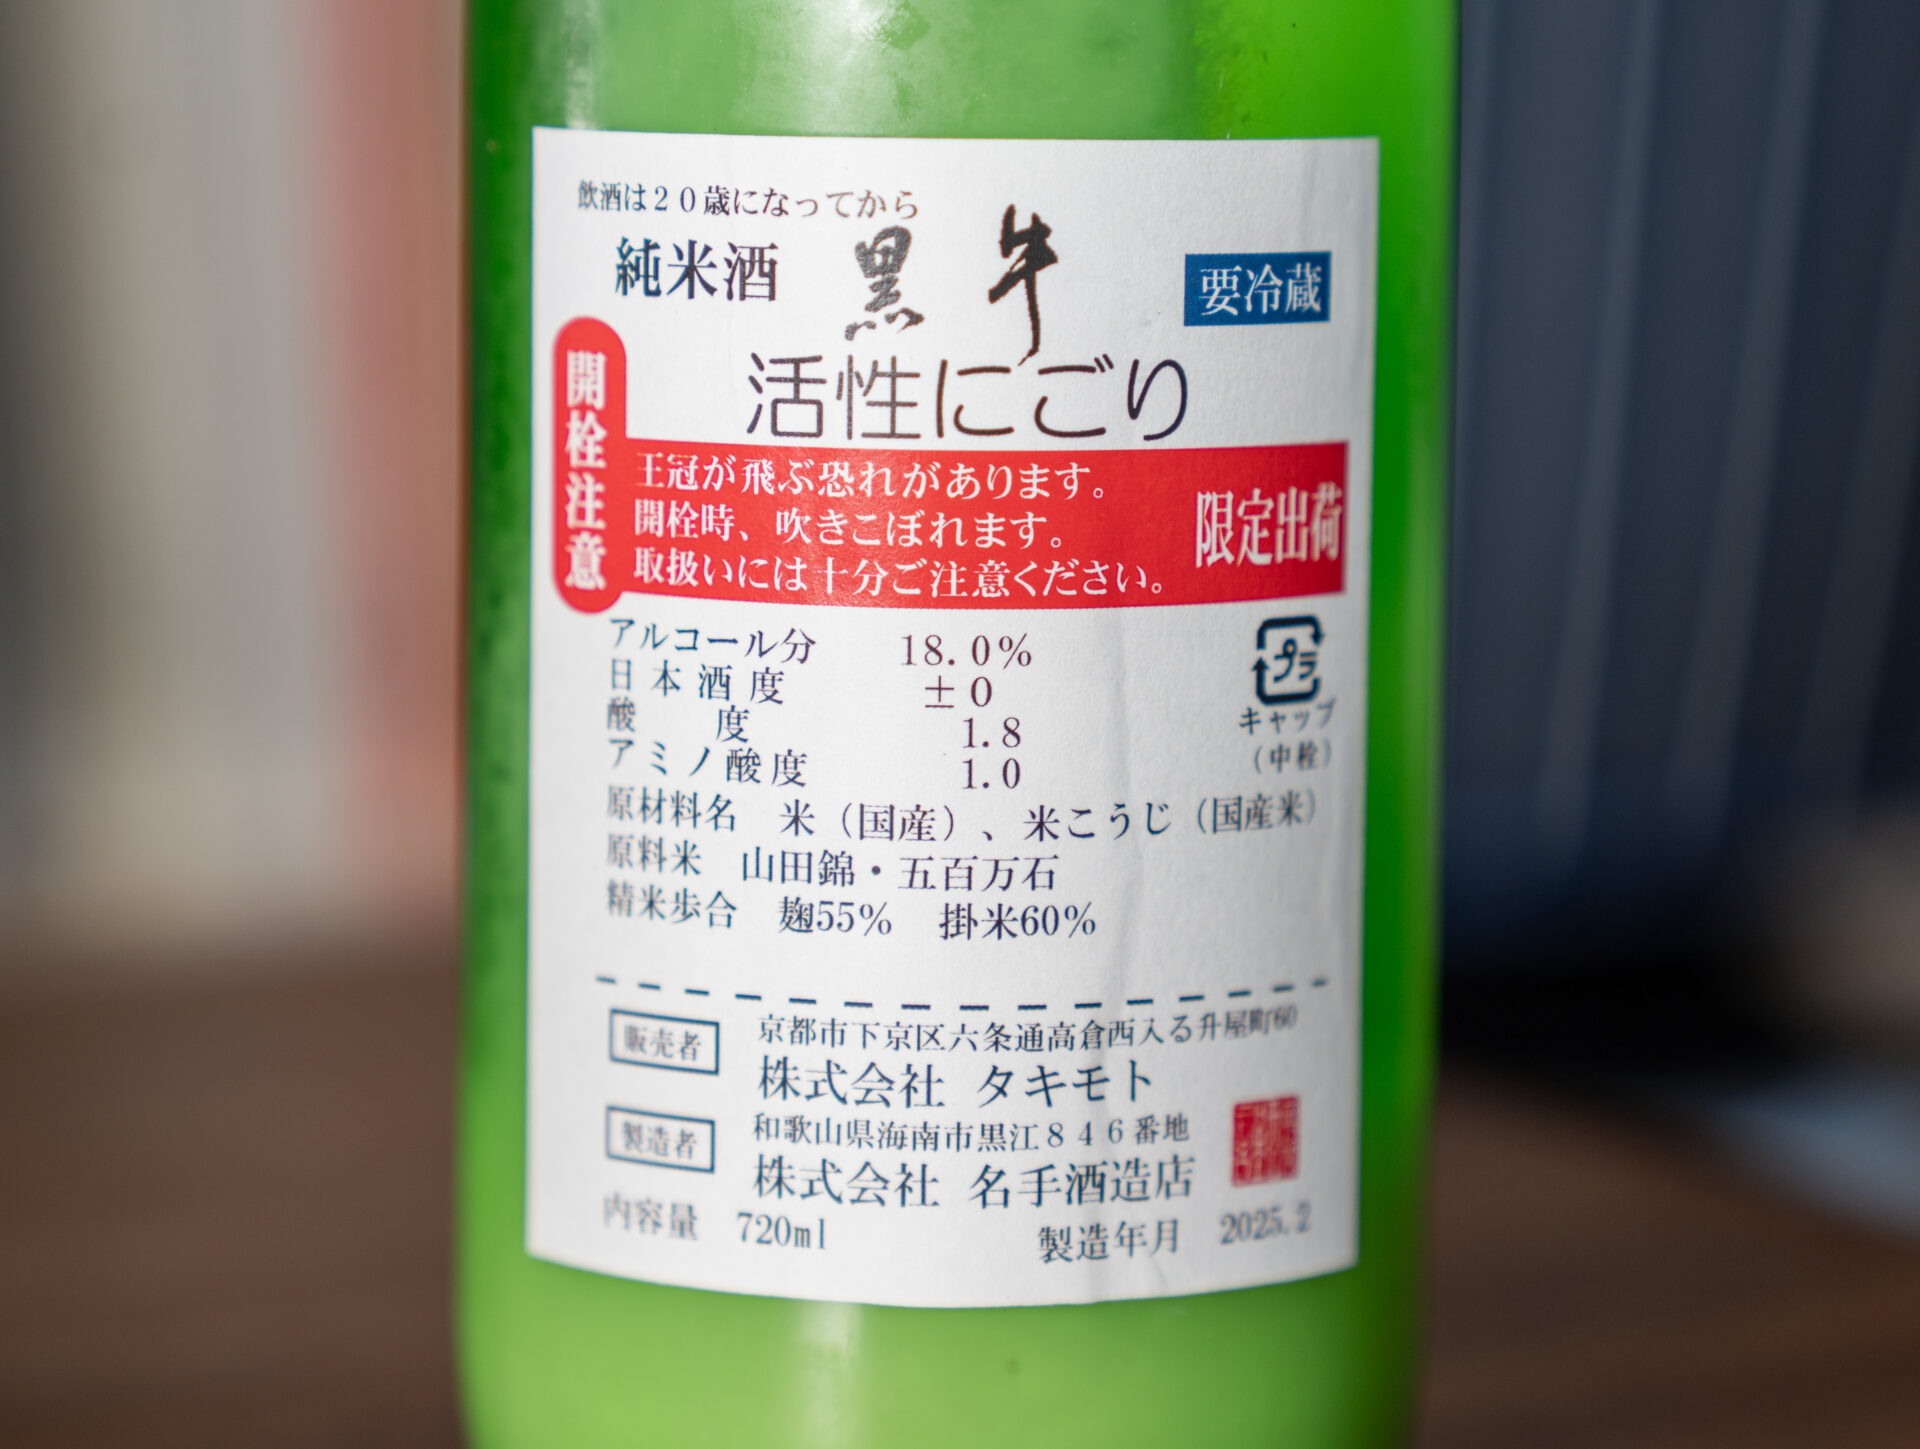 飲酒は20歳になってから
純米酒 黒牛 要冷蔵
活性にごり
開栓注意
王冠が飛ぶ恐れがあります。
開栓時、吹きこぼれます。
取扱いには十分ご注意ください。
限定出荷
アルコール分 18.0%
日本酒度 ±0
酸度 1.8
アミノ酸度 1.0
プラ
キャップ
(中栓)
原材料名 米(国産)、米こうじ(国産米)
原料米 山田錦・五百万石
精米歩合 麹55% 掛米60%
販売者 京都市下京区六条通高倉西入る升屋町60
株式会社 タキモト
製造者 和歌山県海南市黒江846番地
株式会社 名手酒造店
内容量 720ml 製造年月 2025.2